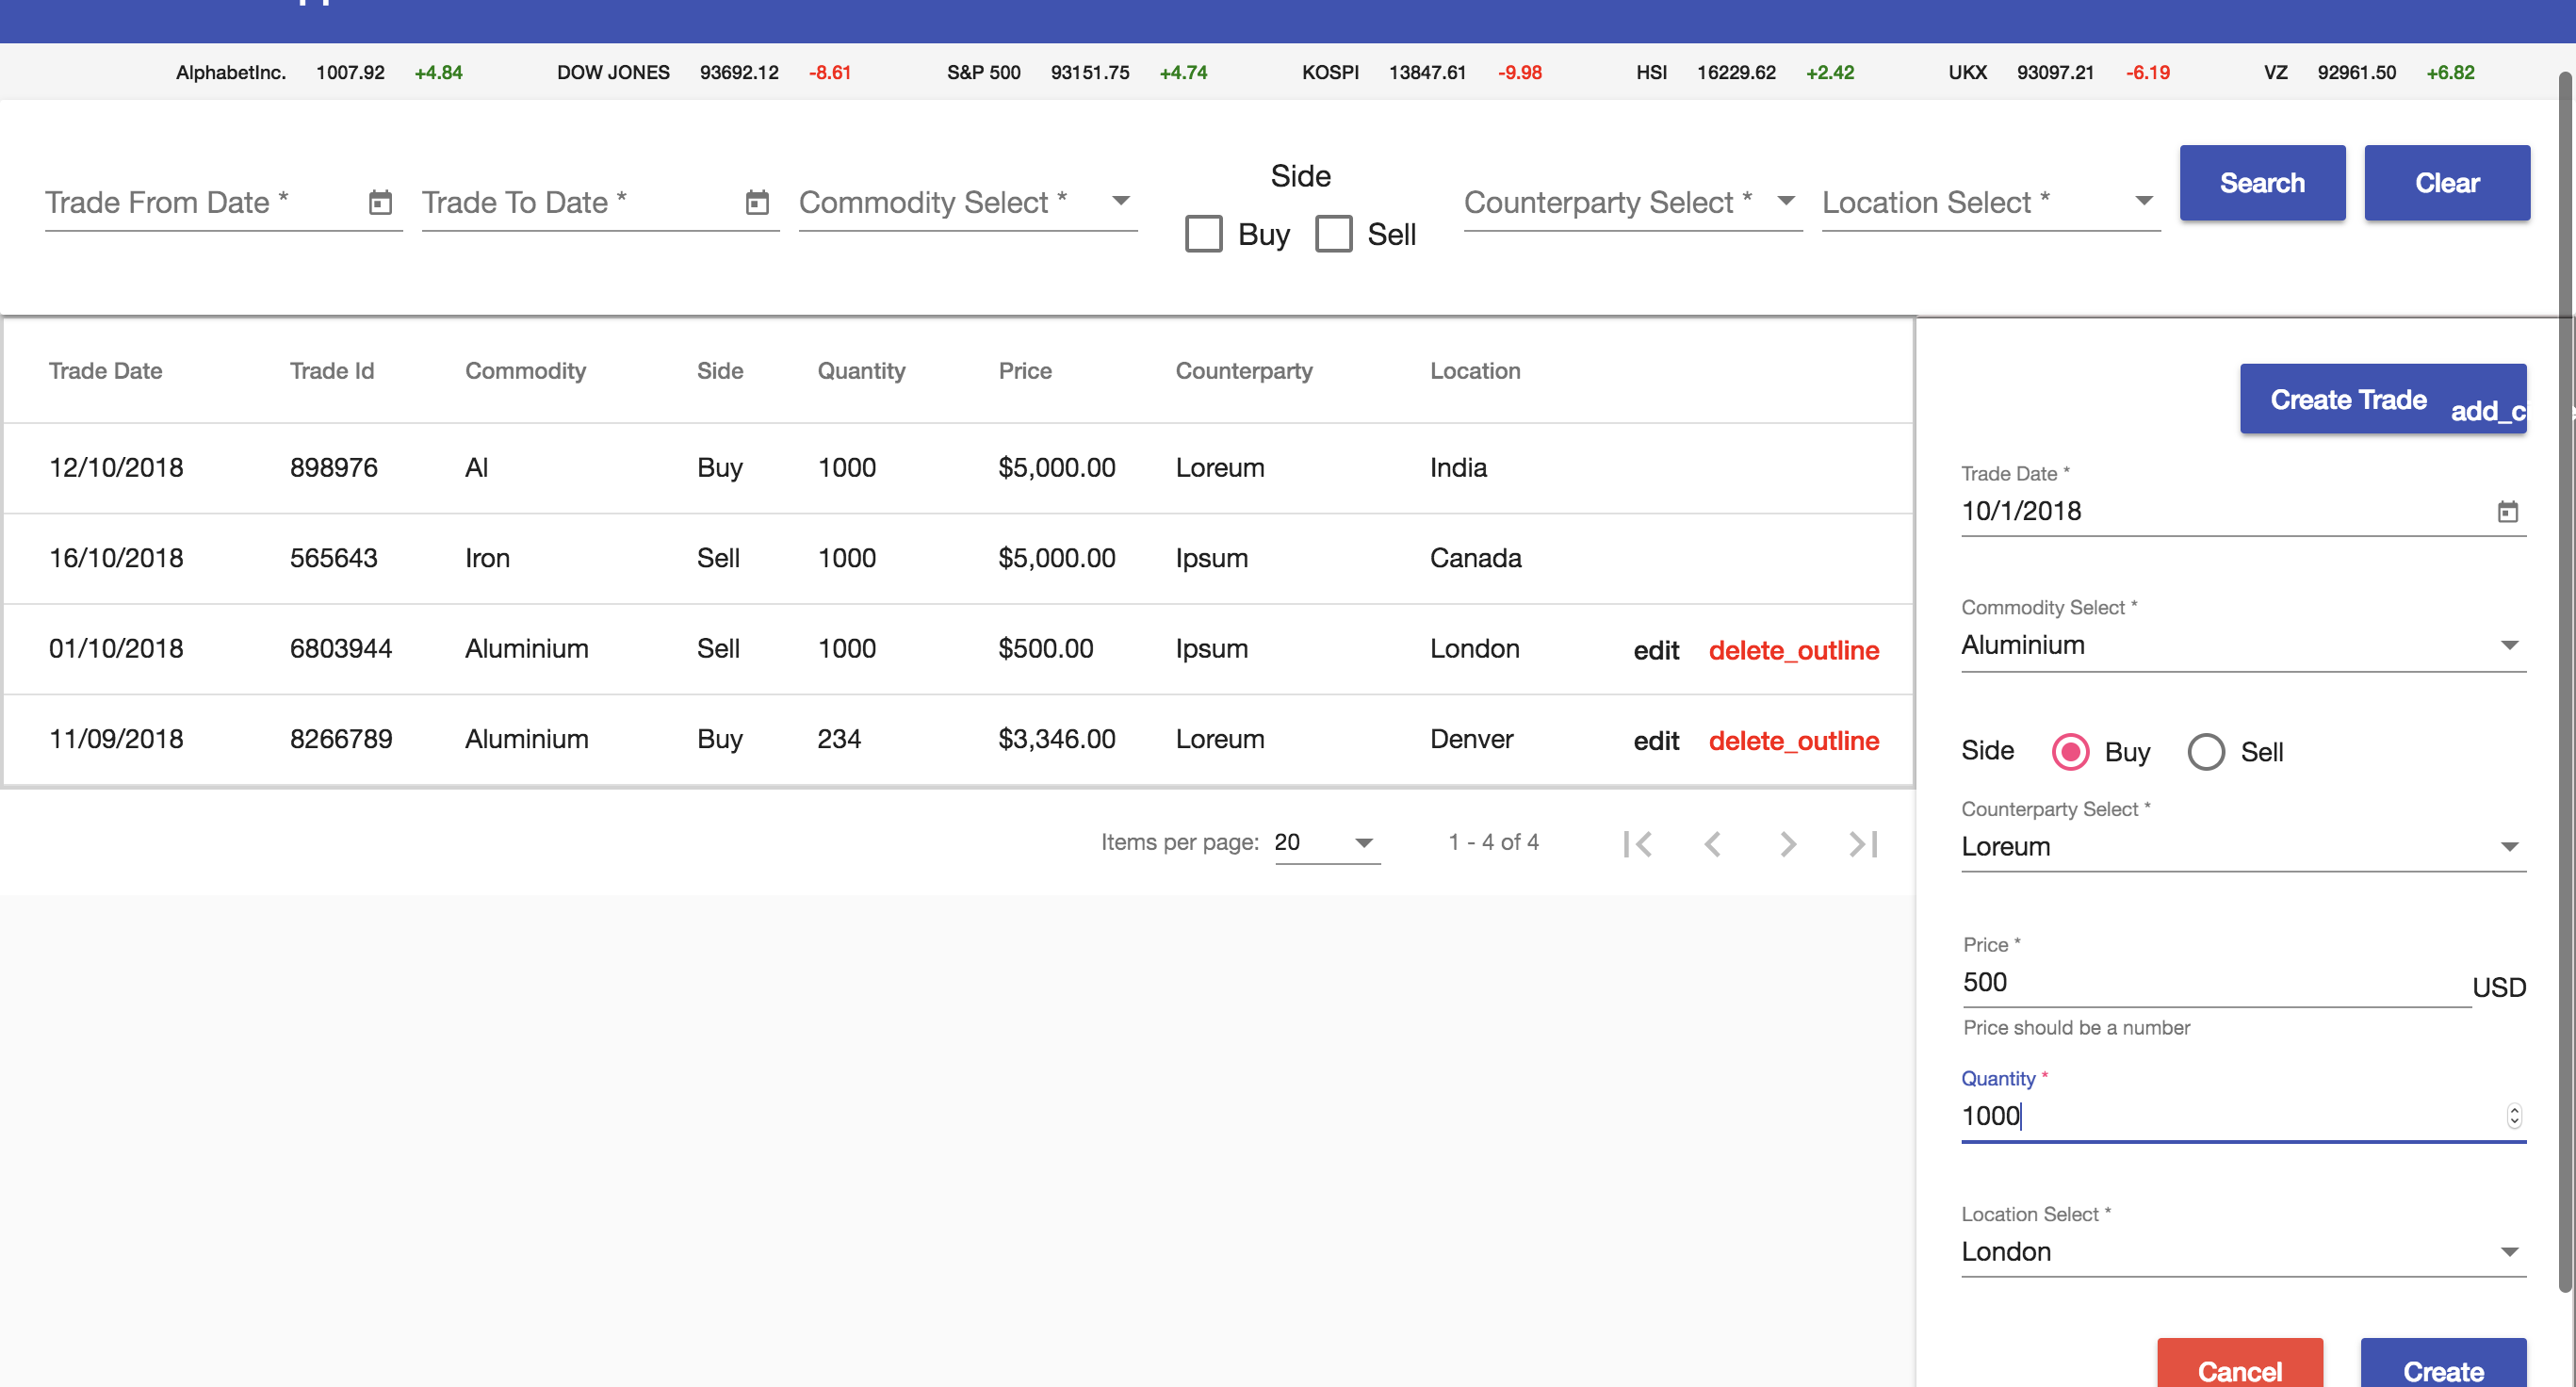 AlphabetInc. 1007.92 +4.84 DOW JONES 93692.12 -8.61 S&P 500 93151.75 +4.74 KOSPI 13847.61 -9.98 HSI 16229.62 +2.42 UKX 93097.21 -6.19 VZ 92961.50 +6.82
Trade From Date * Trade To Date * Commodity Select * Side Counterparty Select * Location Select * Search Clear
Buy Sell
Trade Date Trade Id Commodity Side Quantity Price Counterparty Location
12/10/2018 898976 Al Buy 1000 $5,000.00 Loreum India
16/10/2018 565643 Iron Sell 1000 $5,000.00 Ipsum Canada
01/10/2018 6803944 Aluminium Sell 1000 $500.00 Ipsum London edit delete_outline
11/09/2018 8266789 Aluminium Buy 234 $3,346.00 Loreum Denver edit delete_outline
Items per page: 20 1 - 4 of 4
Create Trade add_c
Trade Date *
10/1/2018
Commodity Select *
Aluminium
Side Buy Sell
Counterparty Select *
Loreum
Price *
500 USD
Price should be a number
Quantity *
1000
Location Select *
London
Cancel Create